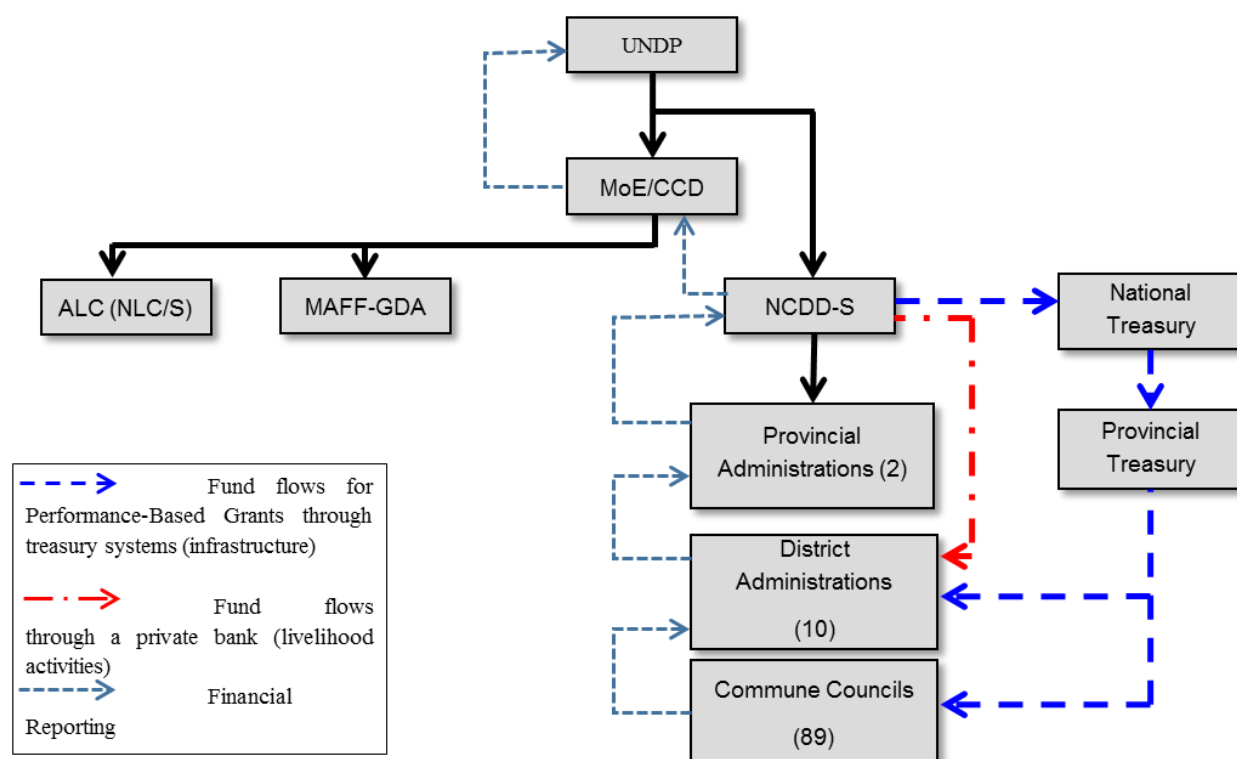 UNDP
MoE/CCD
ALC (NLC/S)
MAFF-GDA
NCDD-S
National
Treasury
Provincial
Administrations (2)
Provincial
Treasury
District
Administrations
(10)
Commune Councils
(89)
Fund flows for
Performance-Based Grants through
treasury systems (infrastructure)
Fund flows
through a private bank (livelihood
activities)
Financial
Reporting